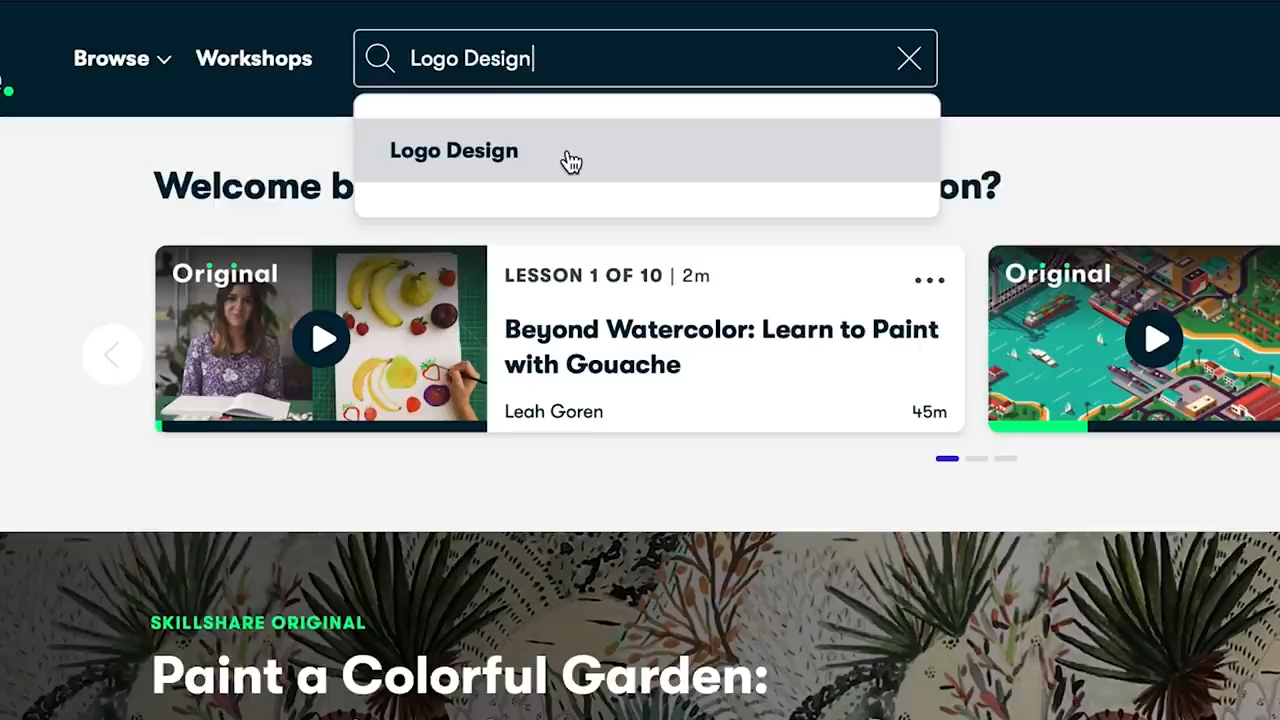 Browse
Workshops
Logo Design
Logo Design
Welcome b
on?
Original
LESSON 1 OF 10 | 2m
Beyond Watercolor: Learn to Paint
with Gouache
Leah Goren
45m
Original
SKILLSHARE ORIGINAL
Paint a Colorful Garden: